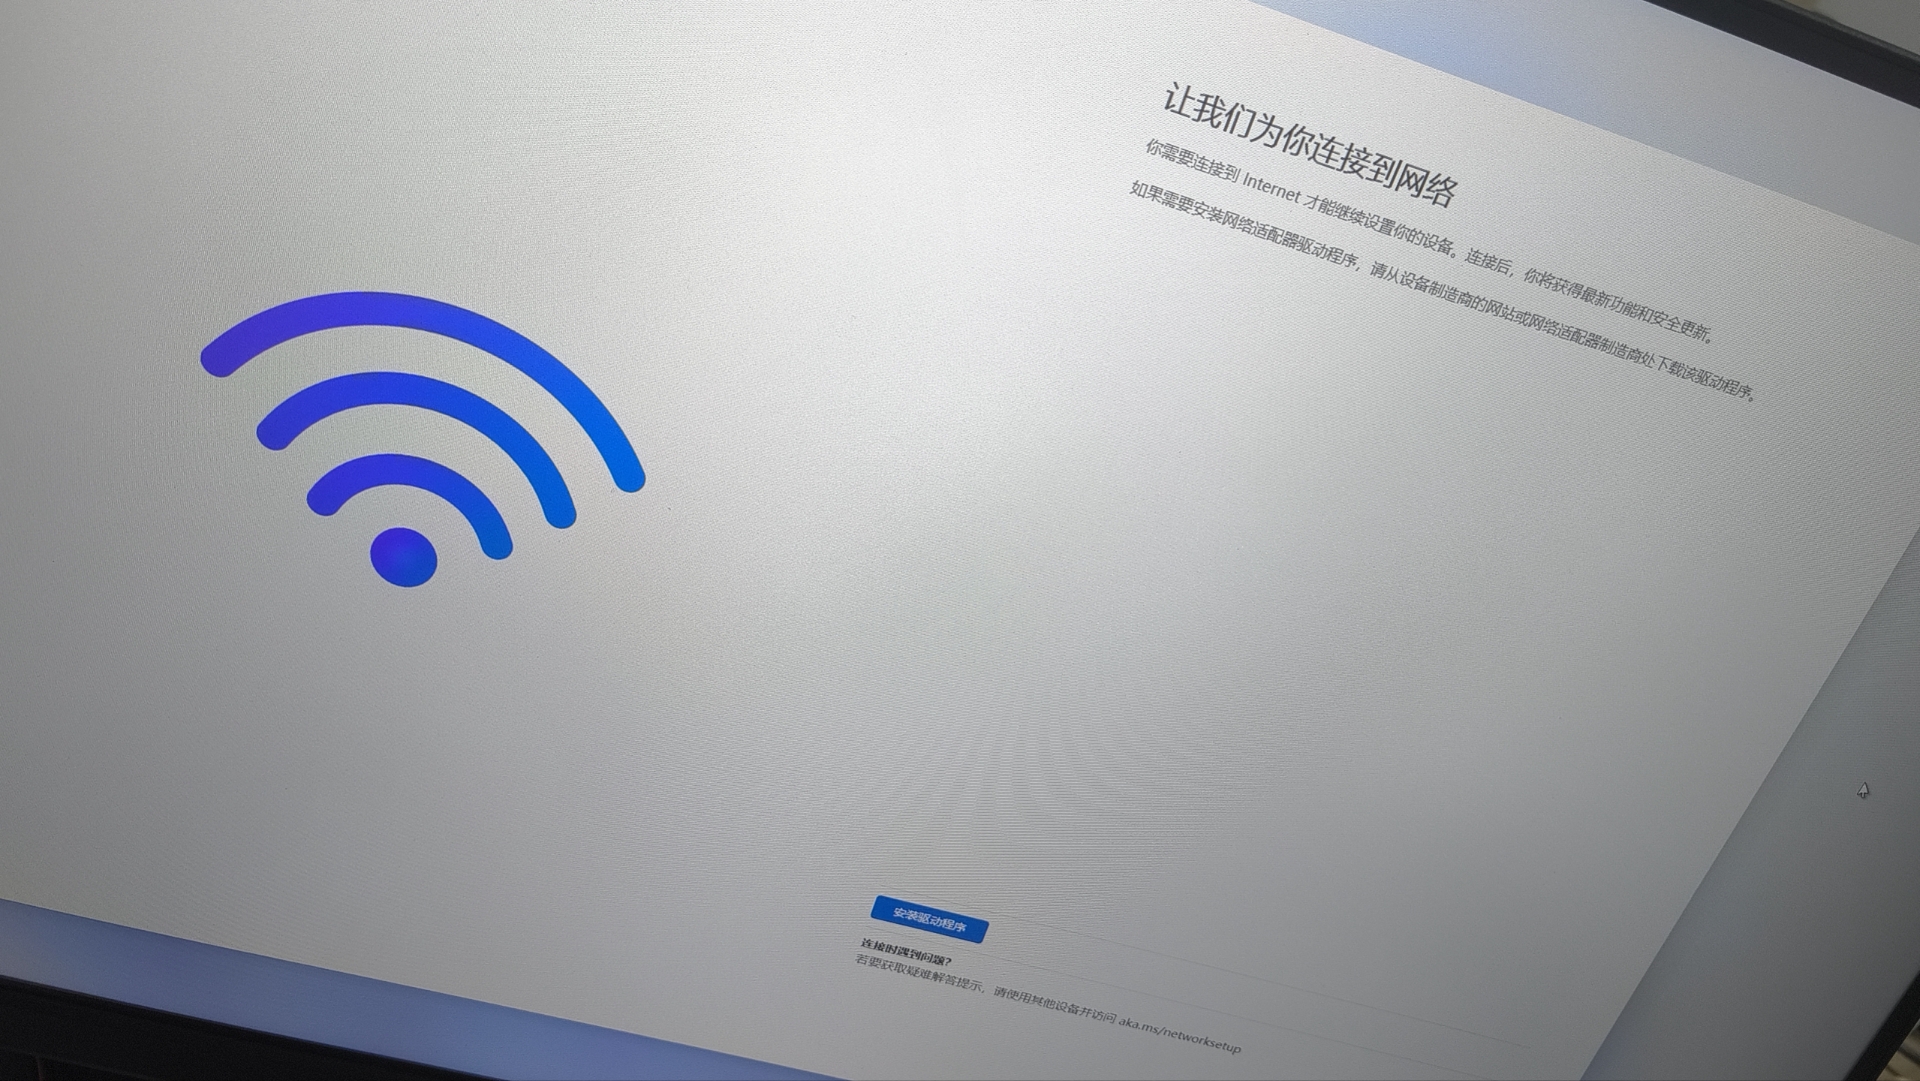 让我们为你连接到网络
你需要连接到 Internet 才能继续设置你的设备。连接后，你将获得最新功能和安全更新。
如果需要安装网络适配器驱动程序，请从设备制造商的网站或网络适配器制造商处下载该驱动程序。
安装驱动程序
连接时遇到问题?
若要获取疑难解答提示，请使用其他设备并访问 aka.ms/networksetup